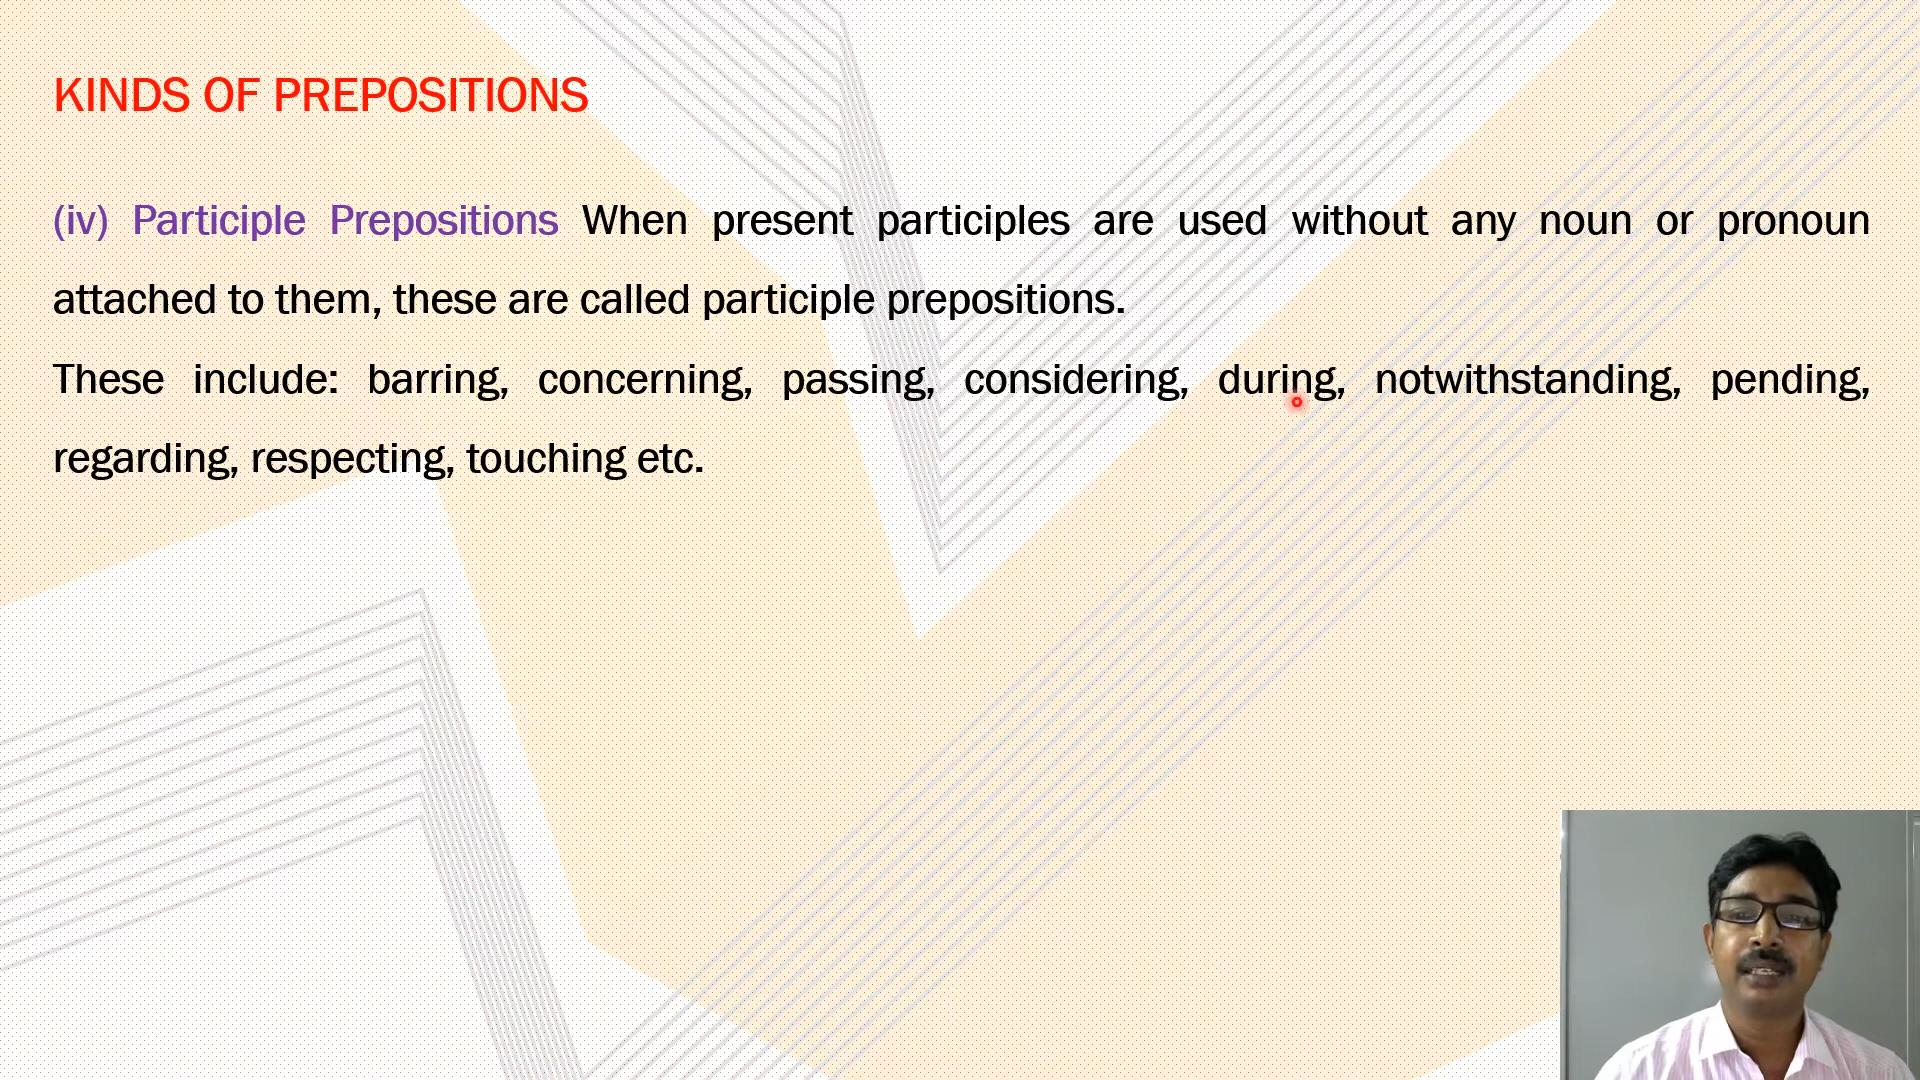 KINDS OF PREPOSITIONS
(iv) Participle Prepositions When present participles are used without any noun or pronoun
attached to them, these are called participle prepositions.
These include: barring, concerning, passing, considering, during, notwithstanding, pending,
regarding, respecting, touching etc.